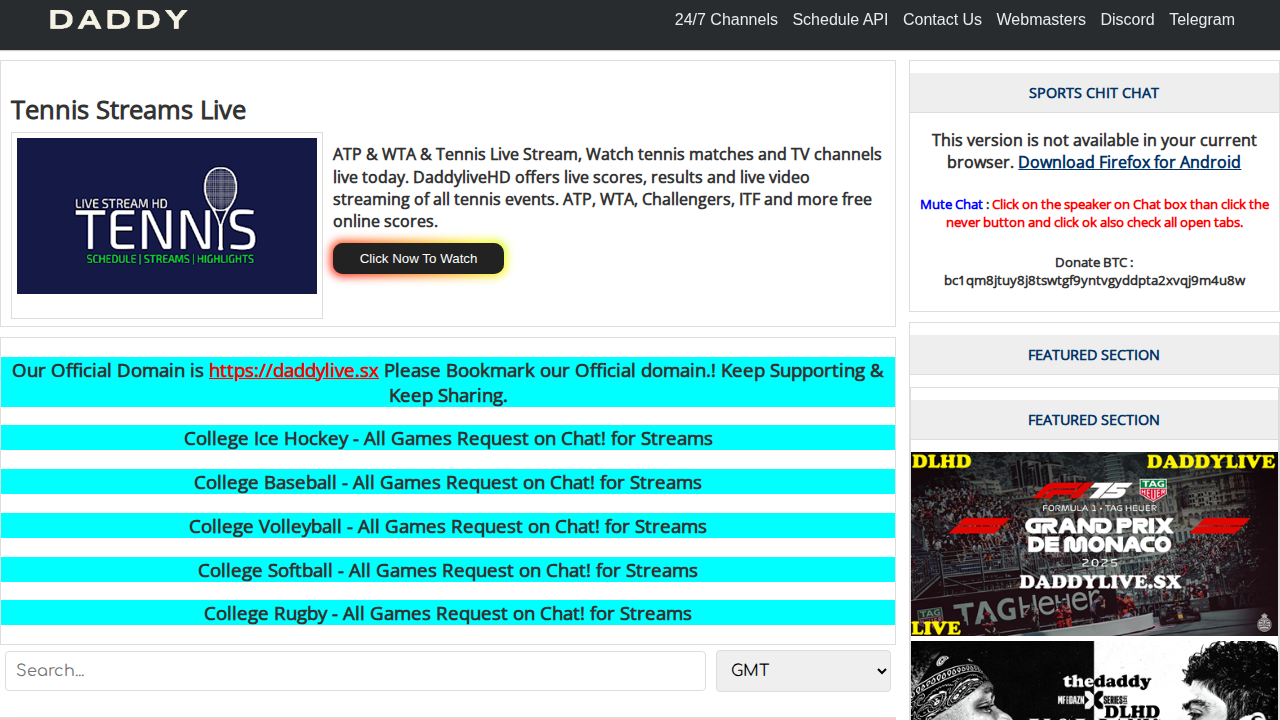 DADDY
24/7 Channels Schedule API Contact Us Webmasters Discord Telegram
Tennis Streams Live
LIVE STREAM HD
TENNIS
SCHEDULE | STREAMS | HIGHLIGHTS
ATP & WTA & Tennis Live Stream, Watch tennis matches and TV channels
live today. DaddyliveHD offers live scores, results and live video
streaming of all tennis events. ATP, WTA, Challengers, ITF and more free
online scores.
Click Now To Watch
Our Official Domain is https://daddylive.sx Please Bookmark our Official domain.! Keep Supporting &
Keep Sharing.
College Ice Hockey - All Games Request on Chat! for Streams
College Baseball - All Games Request on Chat! for Streams
College Volleyball - All Games Request on Chat! for Streams
College Softball - All Games Request on Chat! for Streams
College Rugby - All Games Request on Chat! for Streams
Search...
GMT
SPORTS CHIT CHAT
This version is not available in your current
browser. Download Firefox for Android
Mute Chat : Click on the speaker on Chat box than click the
never button and click ok also check all open tabs.
Donate BTC :
bc1qm8jtuy8j8tswtgf9yntvgyddpta2xvqj9m4u8w
FEATURED SECTION
FEATURED SECTION
DLHD DADDYLIVE
F1 75 TAG HEUER
FORMULA 1 • TAG HEUER
GRAND PRIX
DE MONACO
2025
DADDYLIVE.SX
TAG Heuer
LIVE
thedaddy
MF|DAZN X SERIES
DLHD